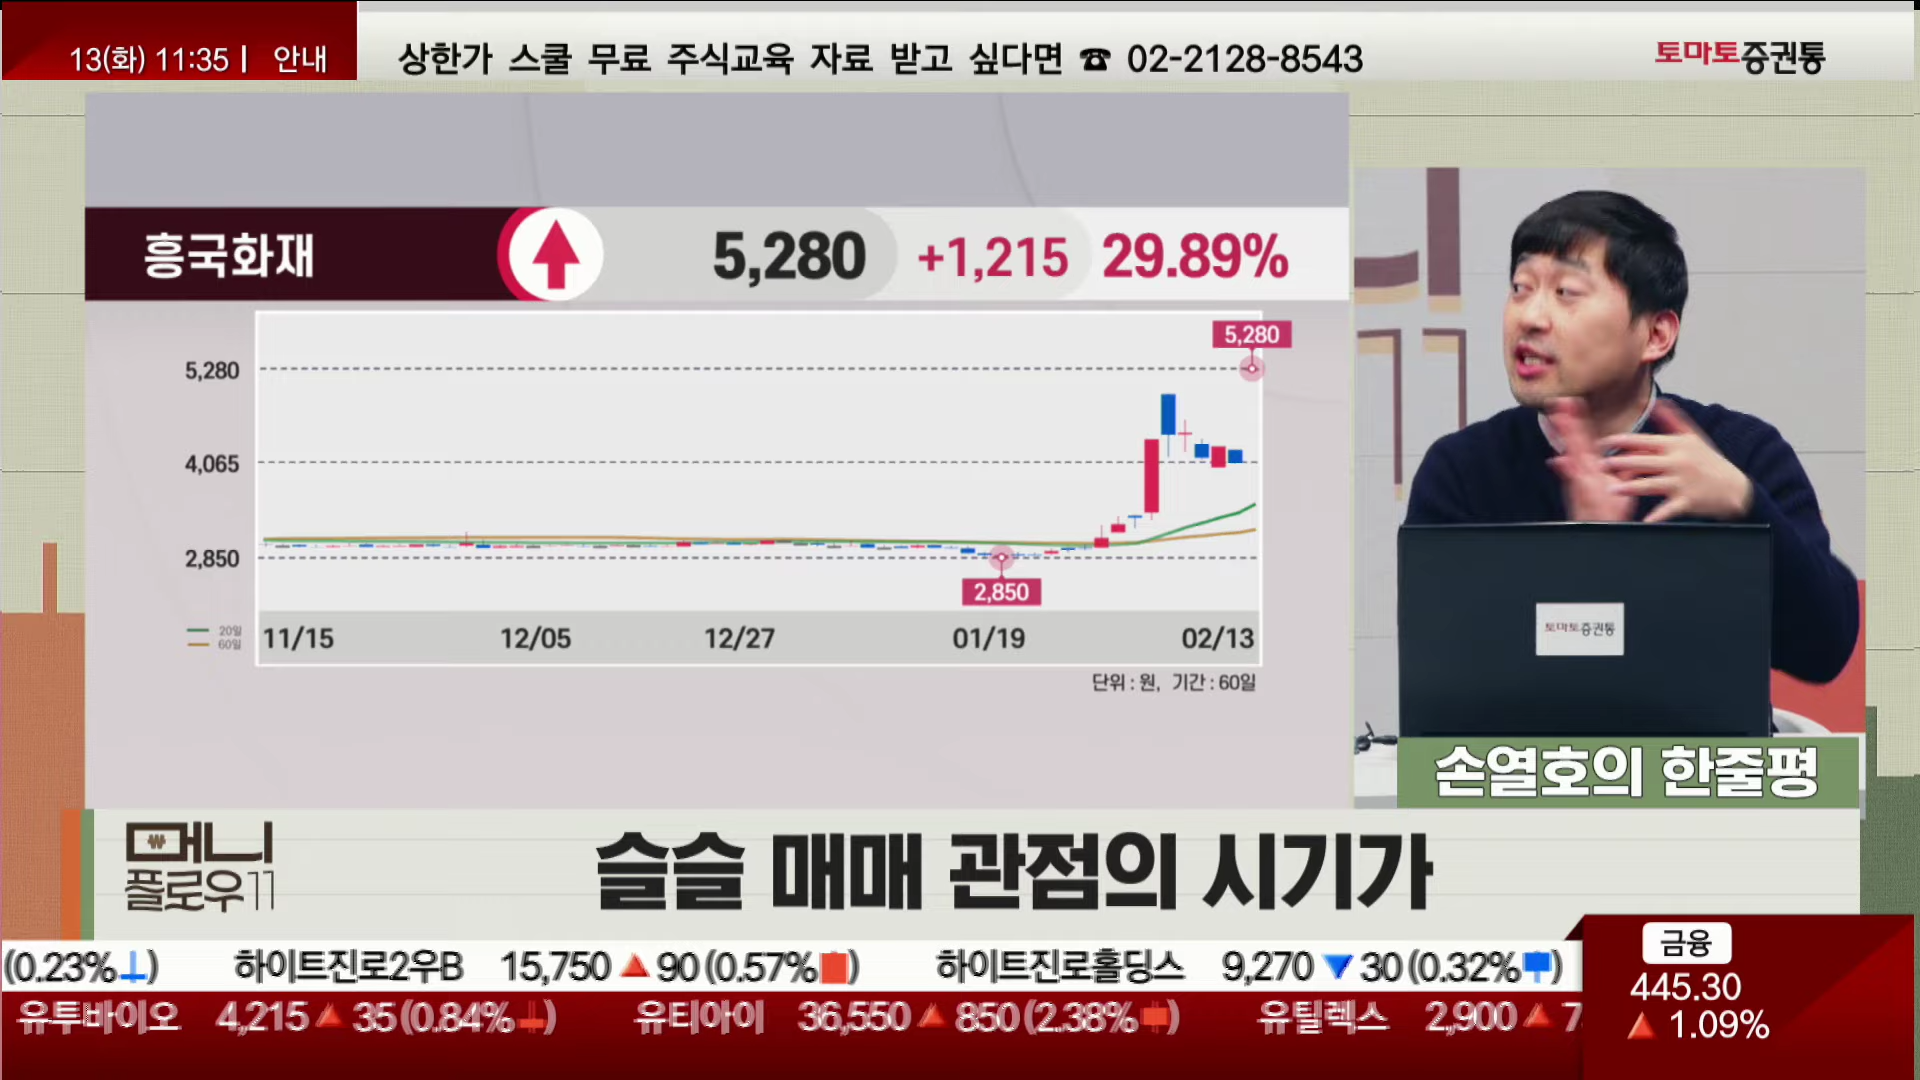 13(화) 11:35 | 안내
상한가 스쿨 무료 주식교육 자료 받고 싶다면 ☎ 02-2128-8543
토마토증권통
흥국화재 5,280 +1,215 29.89%
5,280
5,280
4,065
2,850
2,850
20일
60일
11/15 12/05 12/27 01/19 02/13
단위 : 원, 기간 : 60일
토마토증권통
손열호의 한줄평
머니
플로우11
슬슬 매매 관점의 시기가
(0.23%↓) 하이트진로2우B 15,750 ▲ 90 (0.57%) 하이트진로홀딩스 9,270 ▼ 30 (0.32%)
유투바이오 4,215 ▲ 35 (0.84%) 유티아이 36,550 ▲ 850 (2.38%) 유틸렉스 2,900 ▲ 7
금융
445.30
▲ 1.09%